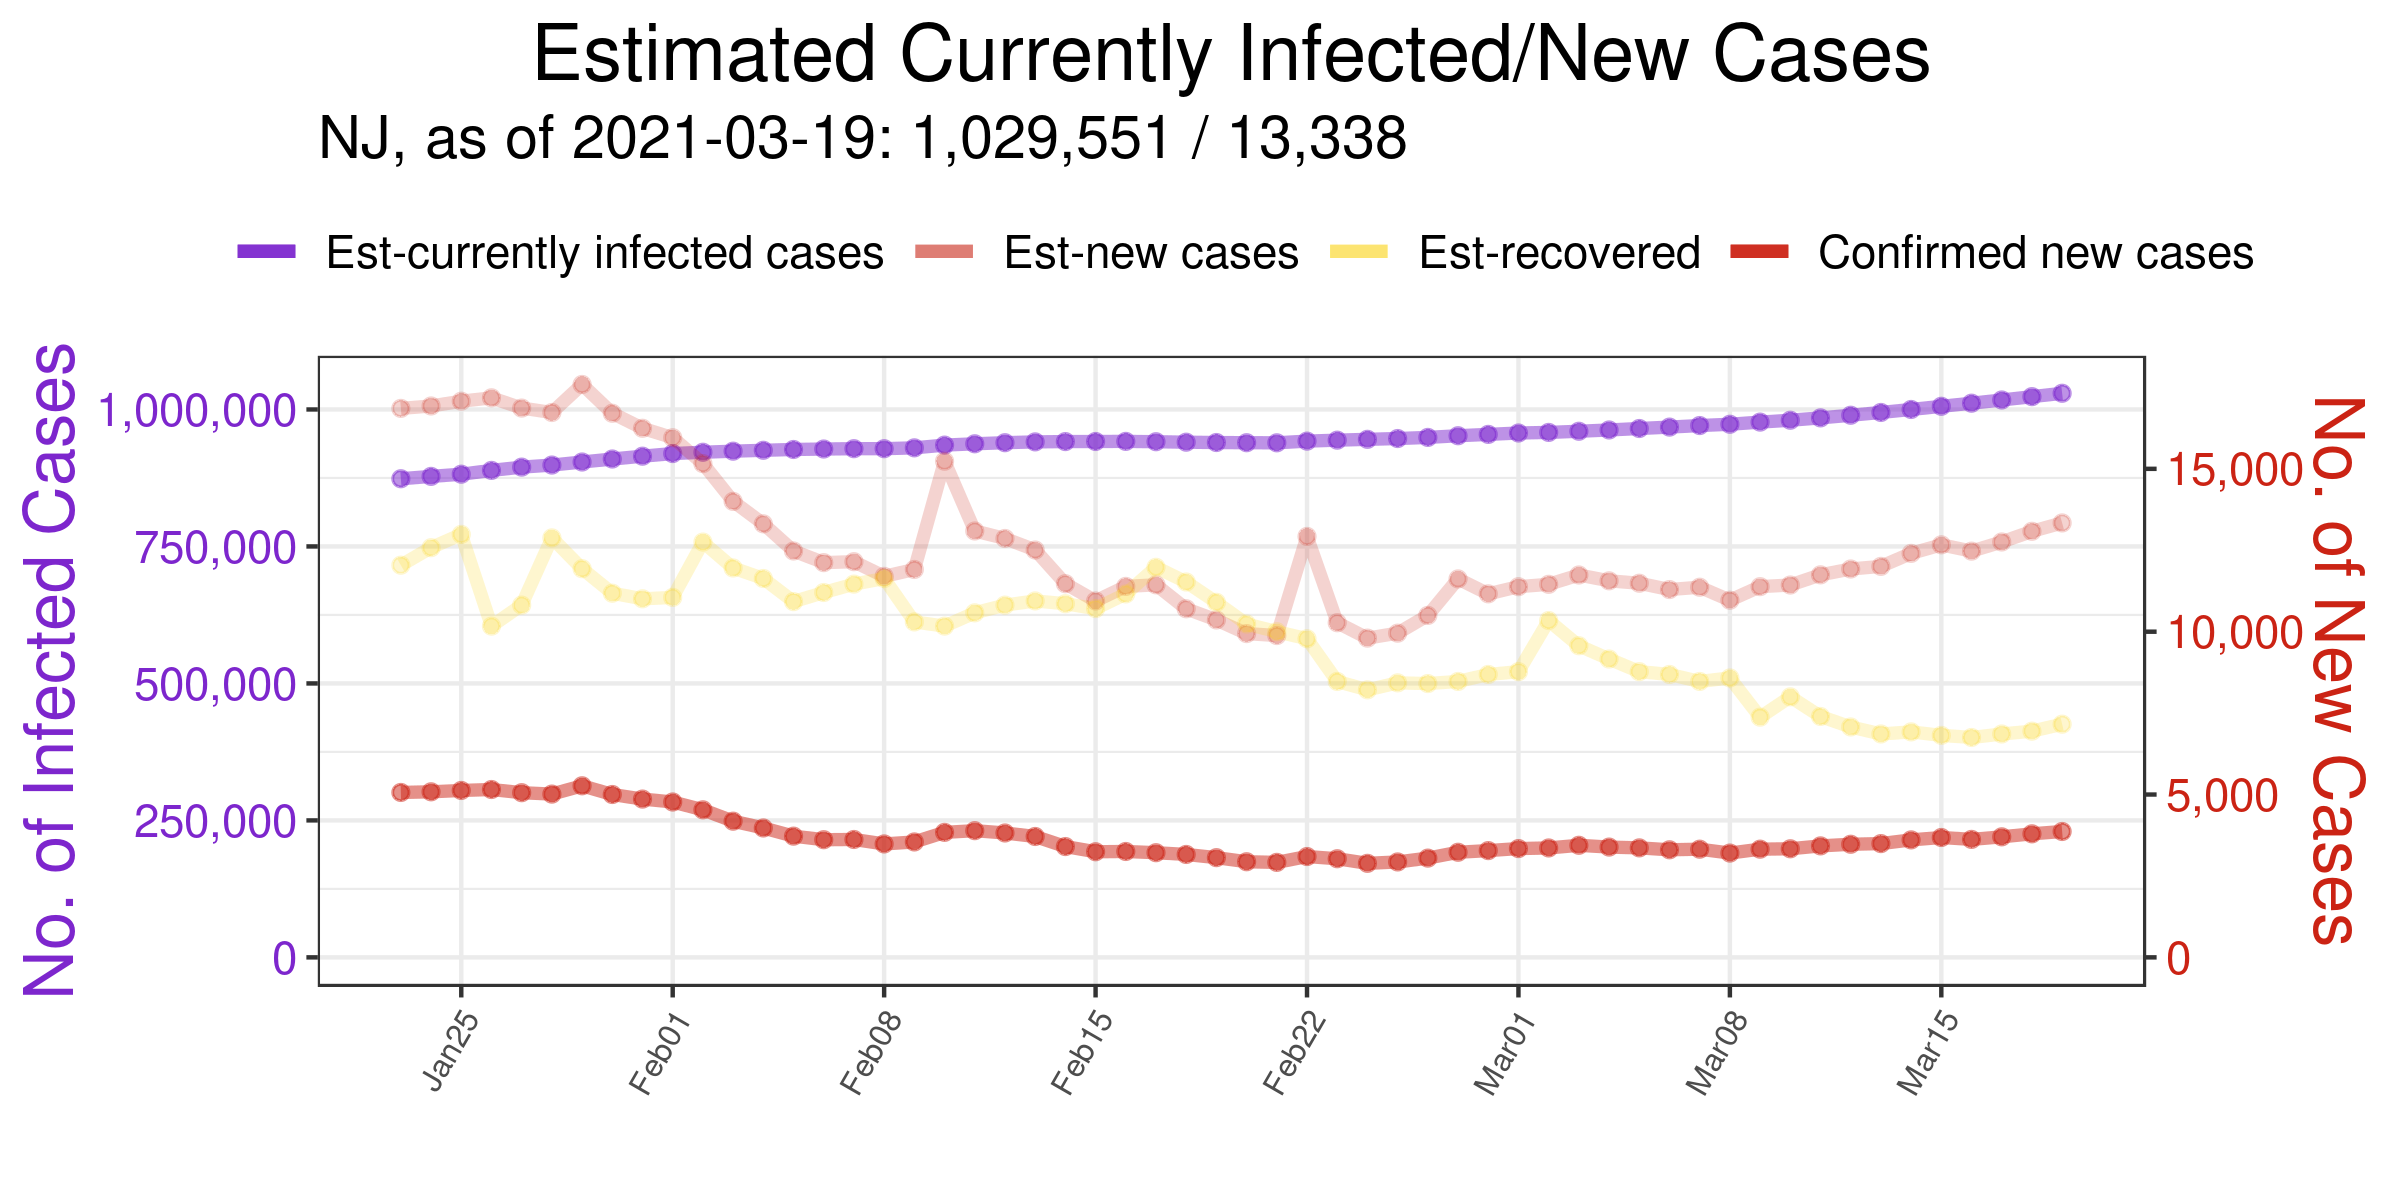 Estimated Currently Infected/New Cases
NJ, as of 2021-03-19: 1,029,551 / 13,338
Est-currently infected cases
Est-new cases
Est-recovered
Confirmed new cases
No. of Infected Cases
1,000,000
750,000
500,000
250,000
0
15,000
10,000
5,000
0
No. of New Cases
Jan25
Feb01
Feb08
Feb15
Feb22
Mar01
Mar08
Mar15